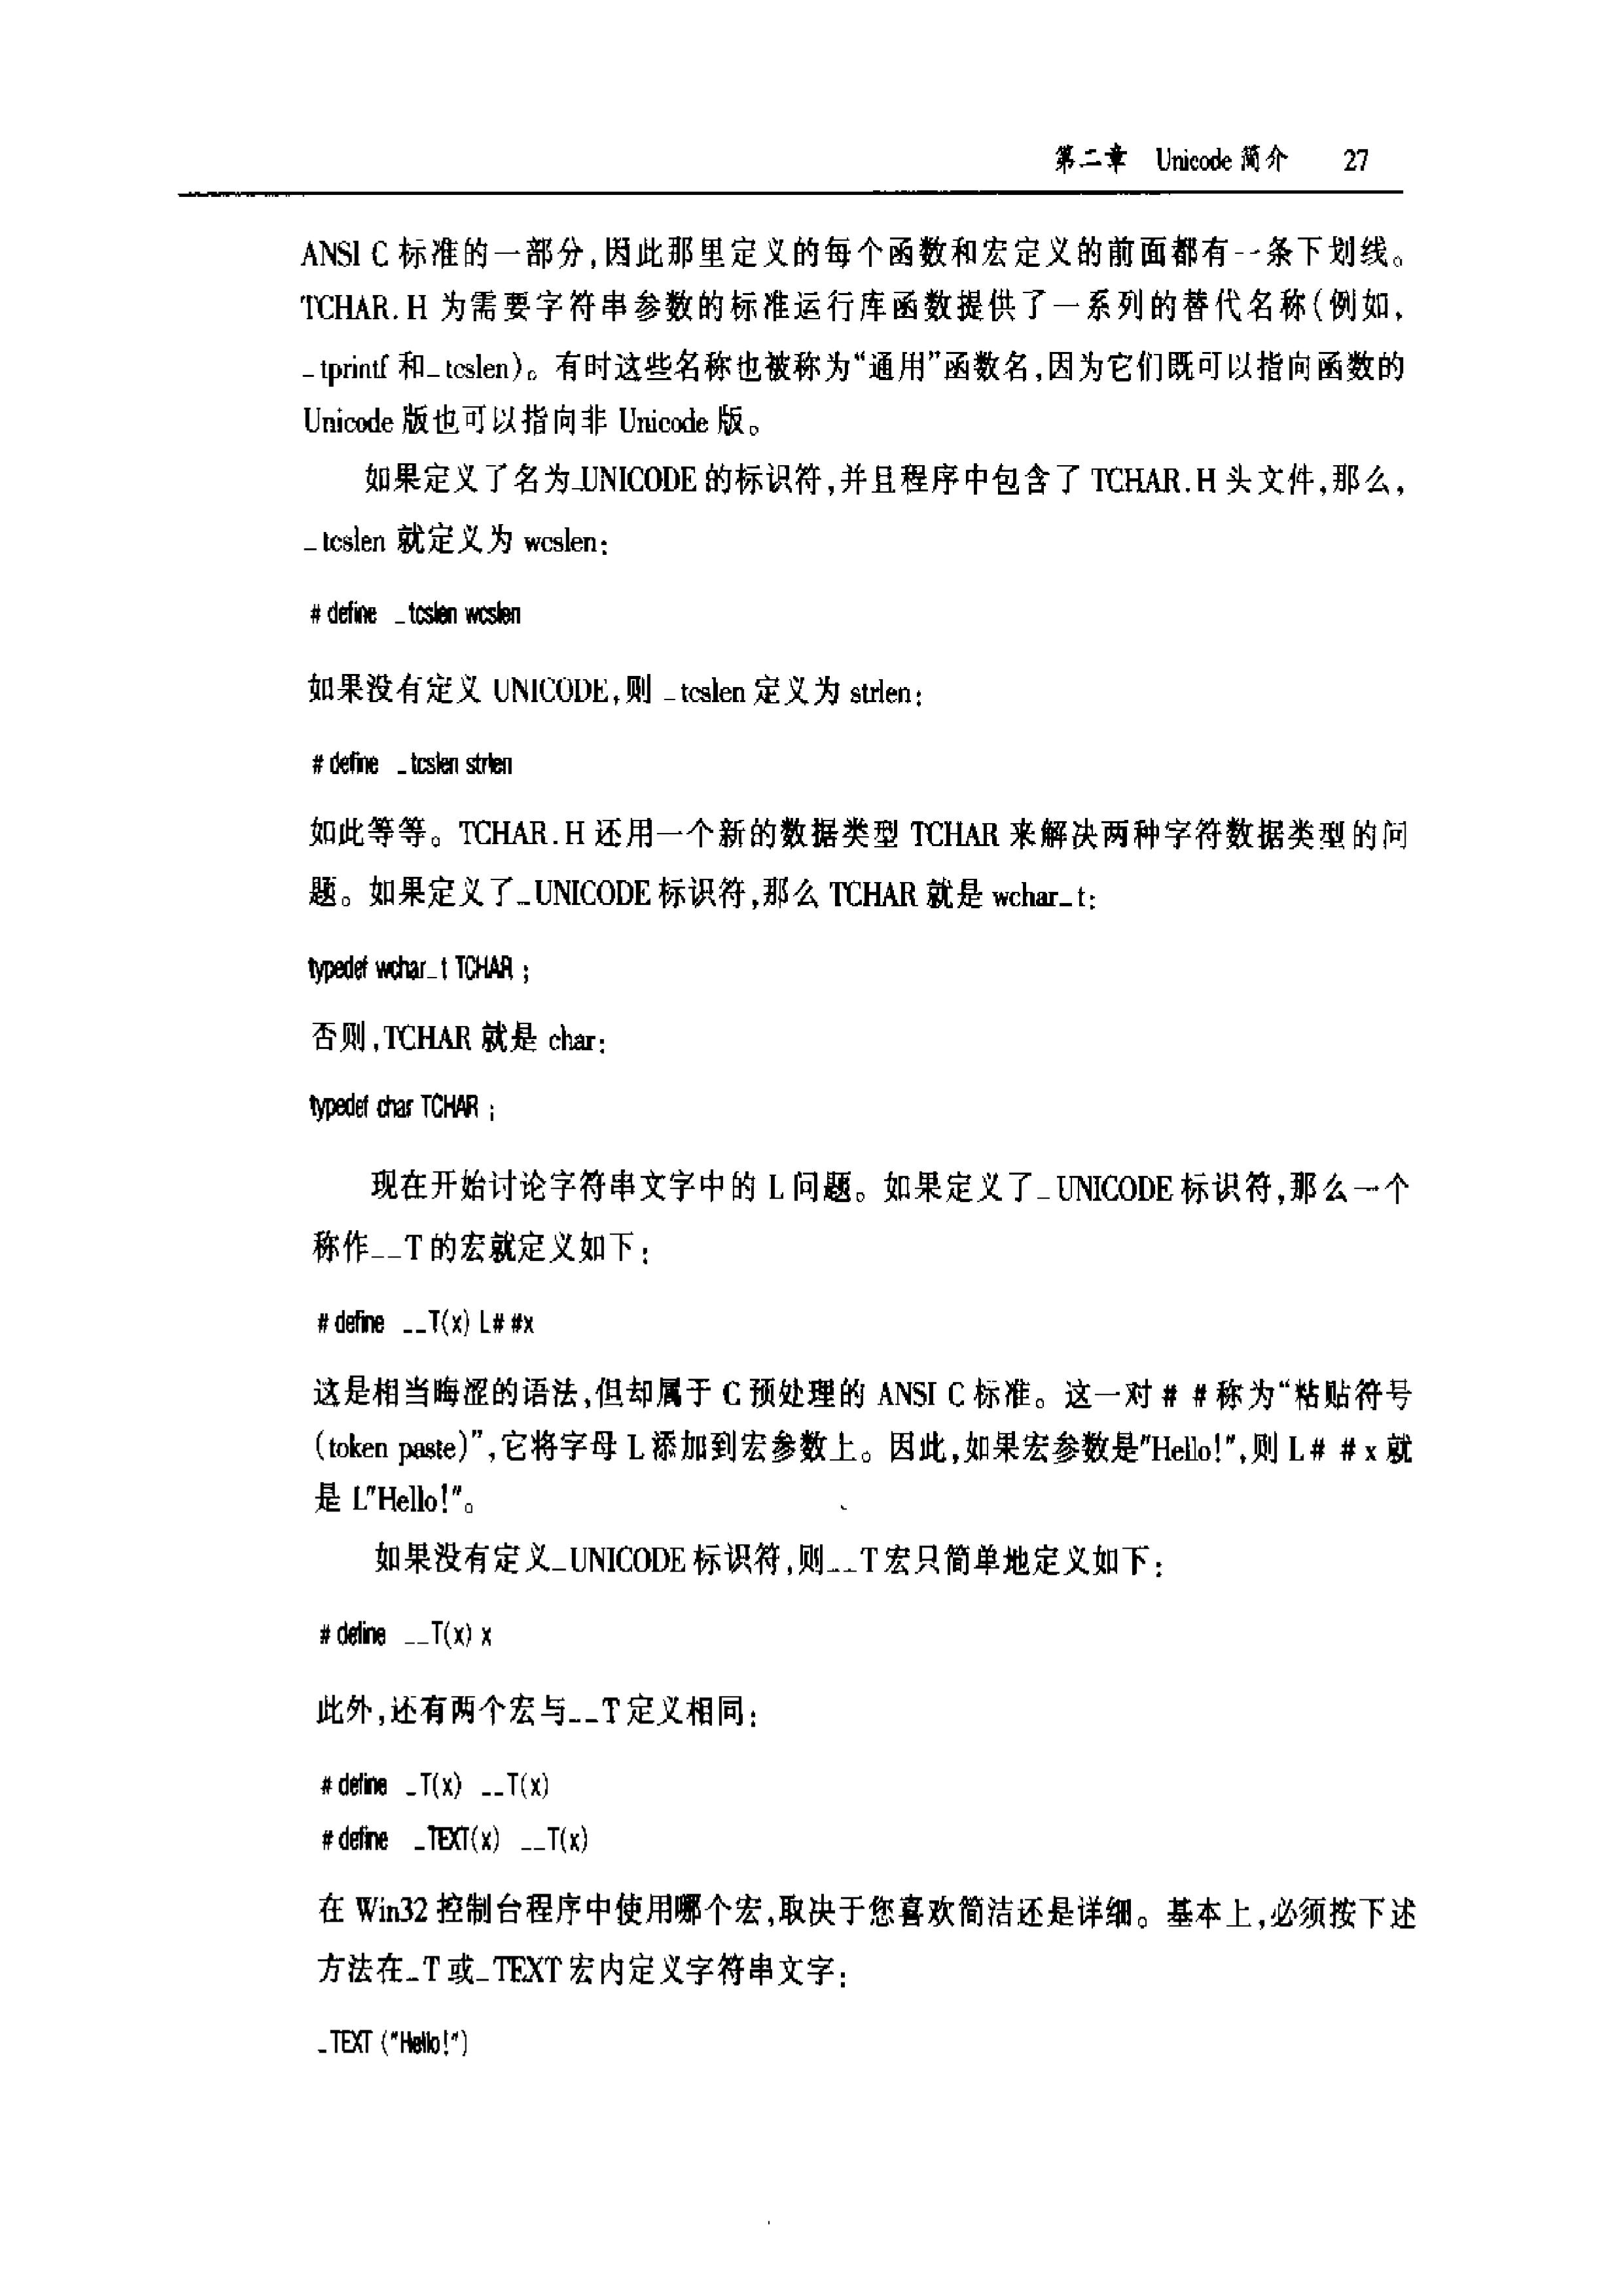 第二章 Unicode 简介 27
ANSI C 标准的一部分,因此那里定义的每个函数和宏定义的前面都有一条下划线。
TCHAR.H 为需要字符串参数的标准运行库函数提供了一系列的替代名称(例如,
_tprintf 和_tcslen)。有时这些名称也被称为“通用”函数名,因为它们既可以指向函数的
Unicode 版也可以指向非 Unicode 版。
如果定义了名为_UNICODE 的标识符,并且程序中包含了 TCHAR.H 头文件,那么,
_tcslen 就定义为 wcslen:
# define _tcslen wcslen
如果没有定义 UNICODE,则 _tcslen 定义为 strlen:
# define _tcslen strlen
如此等等。TCHAR.H 还用一个新的数据类型 TCHAR 来解决两种字符数据类型的问
题。如果定义了_UNICODE 标识符,那么 TCHAR 就是 wchar_t:
typedef wchar_t TCHAR ;
否则,TCHAR 就是 char:
typedef char TCHAR ;
现在开始讨论字符串文字中的 L 问题。如果定义了_UNICODE 标识符,那么一个
称作__T 的宏就定义如下:
# define __T(x) L# #x
这是相当晦涩的语法,但却属于 C 预处理的 ANSI C 标准。这一对 # # 称为“粘贴符号
(token paste)”,它将字母 L 添加到宏参数上。因此,如果宏参数是"Hello!",则 L# # x 就
是 L"Hello!"。
如果没有定义_UNICODE 标识符,则__T 宏只简单地定义如下:
# define __T(x) x
此外,还有两个宏与__T 定义相同:
# define _T(x) __T(x)
# define _TEXT(x) __T(x)
在 Win32 控制台程序中使用哪个宏,取决于您喜欢简洁还是详细。基本上,必须按下述
方法在_T 或_TEXT 宏内定义字符串文字:
_TEXT ("Hello!")